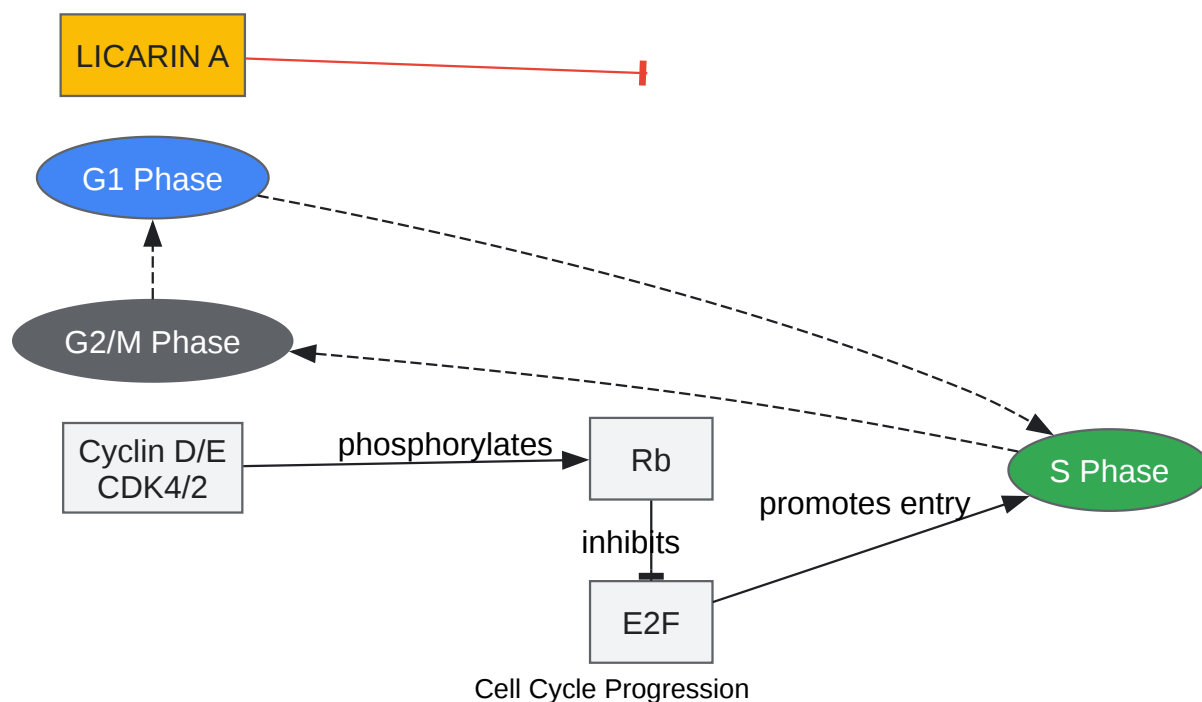 LICARIN A
G1 Phase
G2/M Phase
Cyclin D/E
CDK4/2
phosphorylates
Rb
S Phase
promotes entry
inhibits
E2F
Cell Cycle Progression